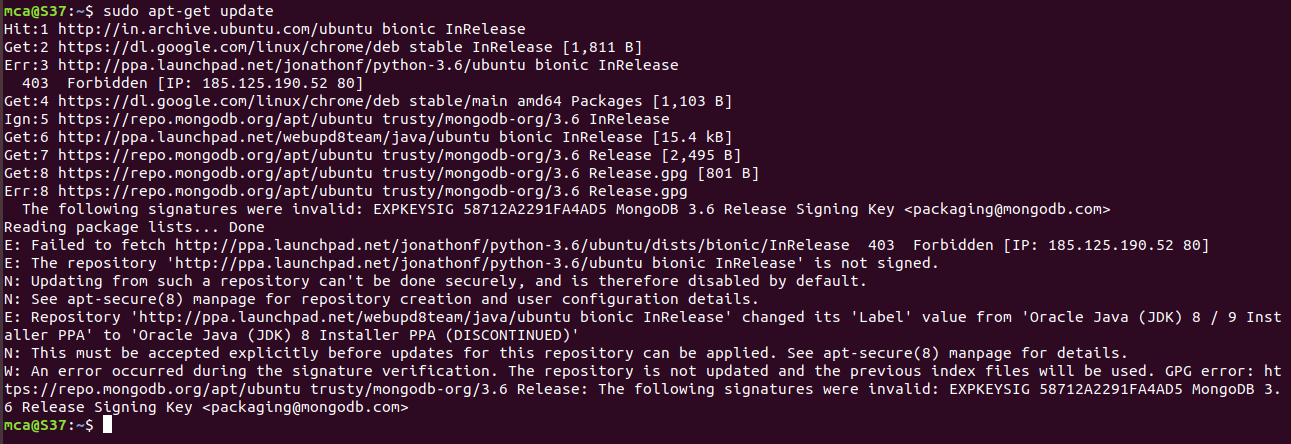 mca@S37:~$ sudo apt-get update
Hit:1 http://in.archive.ubuntu.com/ubuntu bionic InRelease
Get:2 https://dl.google.com/linux/chrome/deb stable InRelease [1,811 B]
Err:3 http://ppa.launchpad.net/jonathonf/python-3.6/ubuntu bionic InRelease
  403  Forbidden [IP: 185.125.190.52 80]
Get:4 https://dl.google.com/linux/chrome/deb stable/main amd64 Packages [1,103 B]
Ign:5 https://repo.mongodb.org/apt/ubuntu trusty/mongodb-org/3.6 InRelease
Get:6 http://ppa.launchpad.net/webupd8team/java/ubuntu bionic InRelease [15.4 kB]
Get:7 https://repo.mongodb.org/apt/ubuntu trusty/mongodb-org/3.6 Release [2,495 B]
Get:8 https://repo.mongodb.org/apt/ubuntu trusty/mongodb-org/3.6 Release.gpg [801 B]
Err:8 https://repo.mongodb.org/apt/ubuntu trusty/mongodb-org/3.6 Release.gpg
  The following signatures were invalid: EXPKEYSIG 58712A2291FA4AD5 MongoDB 3.6 Release Signing Key <packaging@mongodb.com>
Reading package lists... Done
E: Failed to fetch http://ppa.launchpad.net/jonathonf/python-3.6/ubuntu/dists/bionic/InRelease  403  Forbidden [IP: 185.125.190.52 80]
E: The repository 'http://ppa.launchpad.net/jonathonf/python-3.6/ubuntu bionic InRelease' is not signed.
N: Updating from such a repository can't be done securely, and is therefore disabled by default.
N: See apt-secure(8) manpage for repository creation and user configuration details.
E: Repository 'http://ppa.launchpad.net/webupd8team/java/ubuntu bionic InRelease' changed its 'Label' value from 'Oracle Java (JDK) 8 / 9 Inst
aller PPA' to 'Oracle Java (JDK) 8 Installer PPA (DISCONTINUED)'
N: This must be accepted explicitly before updates for this repository can be applied. See apt-secure(8) manpage for details.
W: An error occurred during the signature verification. The repository is not updated and the previous index files will be used. GPG error: ht
tps://repo.mongodb.org/apt/ubuntu trusty/mongodb-org/3.6 Release: The following signatures were invalid: EXPKEYSIG 58712A2291FA4AD5 MongoDB 3.
6 Release Signing Key <packaging@mongodb.com>
mca@S37:~$